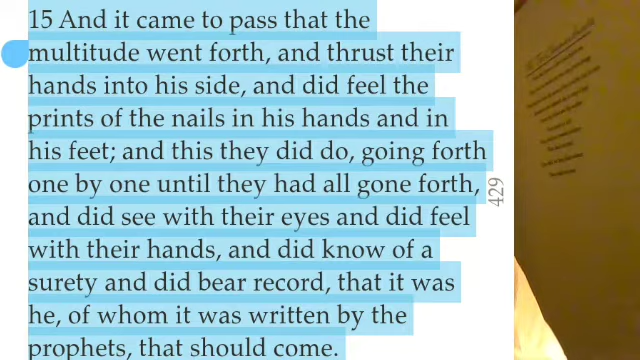 15 And it came to pass that the
multitude went forth, and thrust their
hands into his side, and did feel the
prints of the nails in his hands and in
his feet; and this they did do, going forth
one by one until they had all gone forth,
and did see with their eyes and did feel
with their hands, and did know of a
surety and did bear record, that it was
he, of whom it was written by the
prophets, that should come.
429